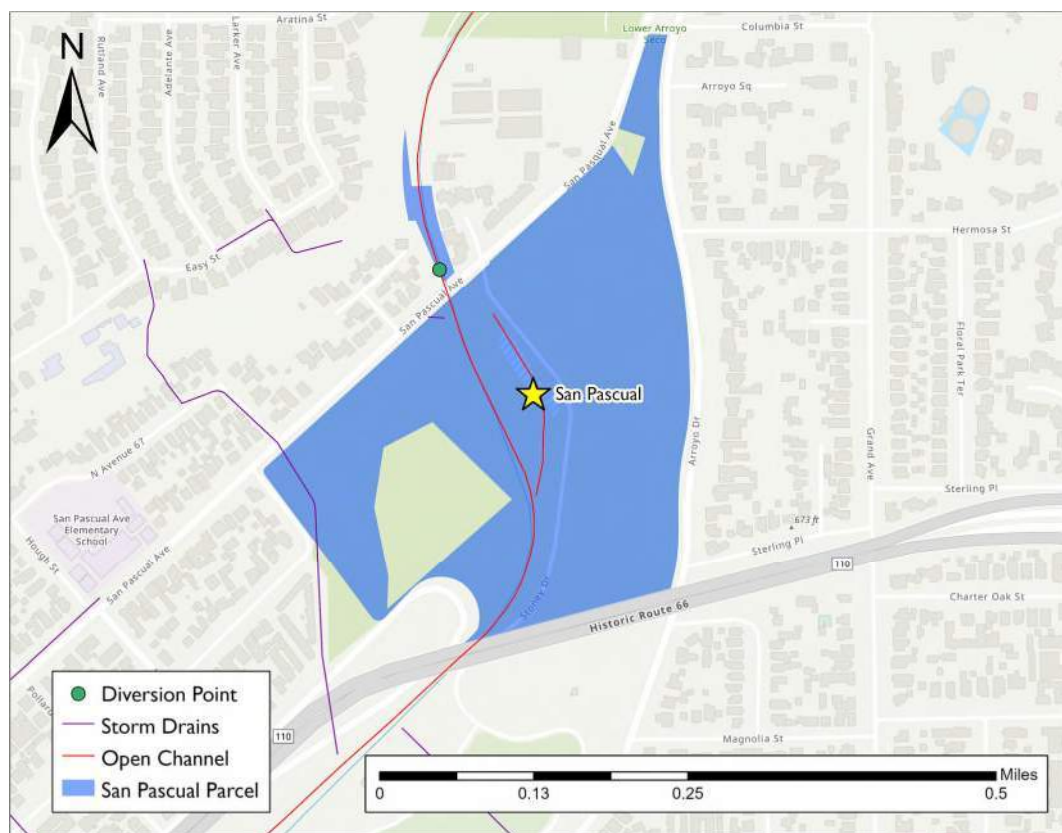 Aratina St
Rutland Ave
Adelante Ave
Larker Ave
N
Lower Arroyo
Seco
Columbia St
Arroyo Sq
San Pasqual Ave
Hermosa St
Easy St
San Pascual Ave
Floral Park Ter
San Pascual
Arroyo Dr
Grand Ave
N Avenue 67
Sterling Pl
San Pascual Ave
Elementary
School
Hough St
San Pascual Ave
673 ft
Sterling Pl
110
Stoney Dr
Historic Route 66
Charter Oak St
Diversion Point
Storm Drains
Open Channel
San Pascual Parcel
110
Magnolia St
Miles
0
0.13
0.25
0.5